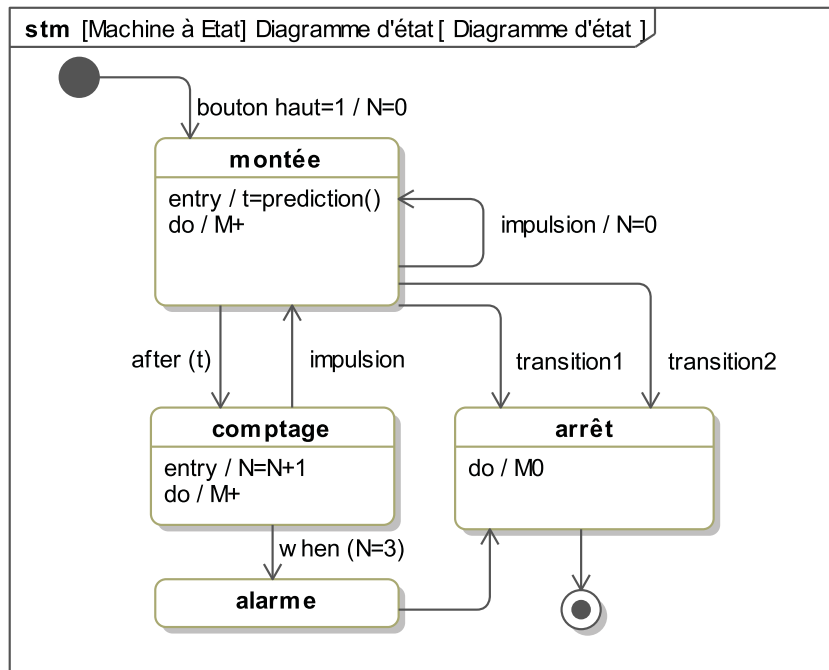 stm [Machine à Etat] Diagramme d'état [ Diagramme d'état ]
bouton haut=1 / N=0
montée
entry / t=prediction()
do / M+
impulsion / N=0
after (t)
impulsion
transition1
transition2
comptage
entry / N=N+1
do / M+
arrêt
do / M0
when (N=3)
alarme